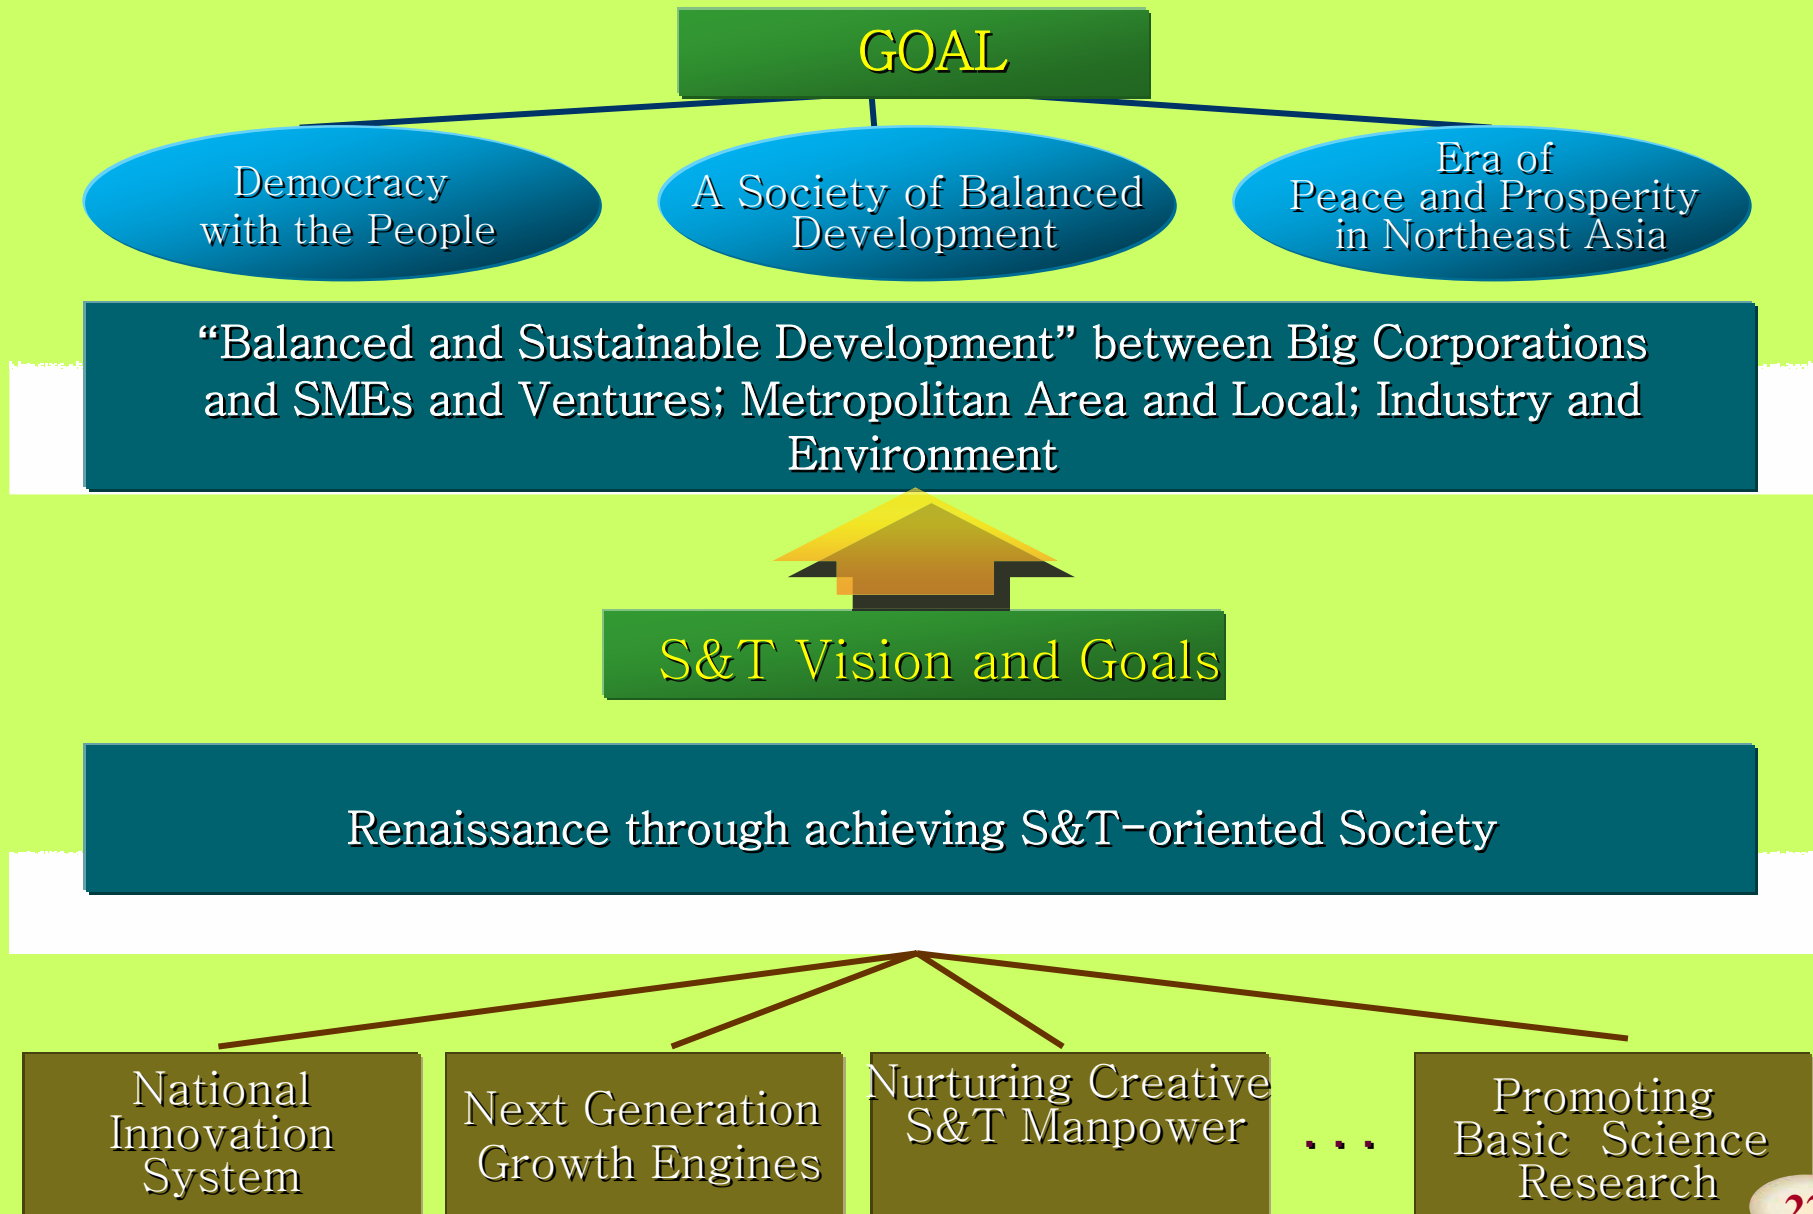 GOAL
Democracy
with the People
A Society of Balanced
Development
Era of
Peace and Prosperity
in Northeast Asia
“Balanced and Sustainable Development” between Big Corporations
and SMEs and Ventures; Metropolitan Area and Local; Industry and
Environment
S&T Vision and Goals
Renaissance through achieving S&T-oriented Society
National
Innovation
System
Next Generation
Growth Engines
Nurturing Creative
S&T Manpower
...
Promoting
Basic Science
Research